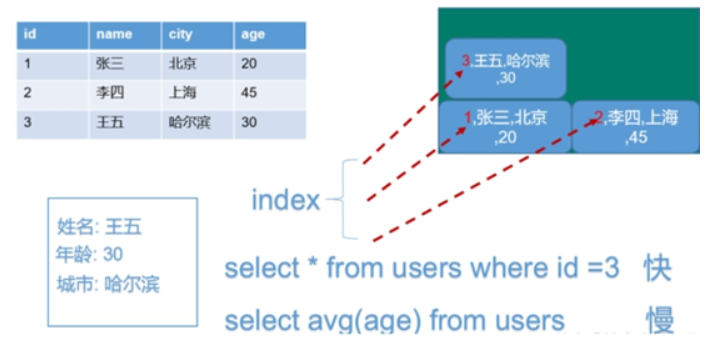 id name city age
1 张三 北京 20
2 李四 上海 45
3 王五 哈尔滨 30
3,王五,哈尔滨
,30
1,张三,北京
,20
2,李四,上海
,45
index
姓名: 王五
年龄: 30
城市: 哈尔滨
select * from users where id =3 快
select avg(age) from users 慢